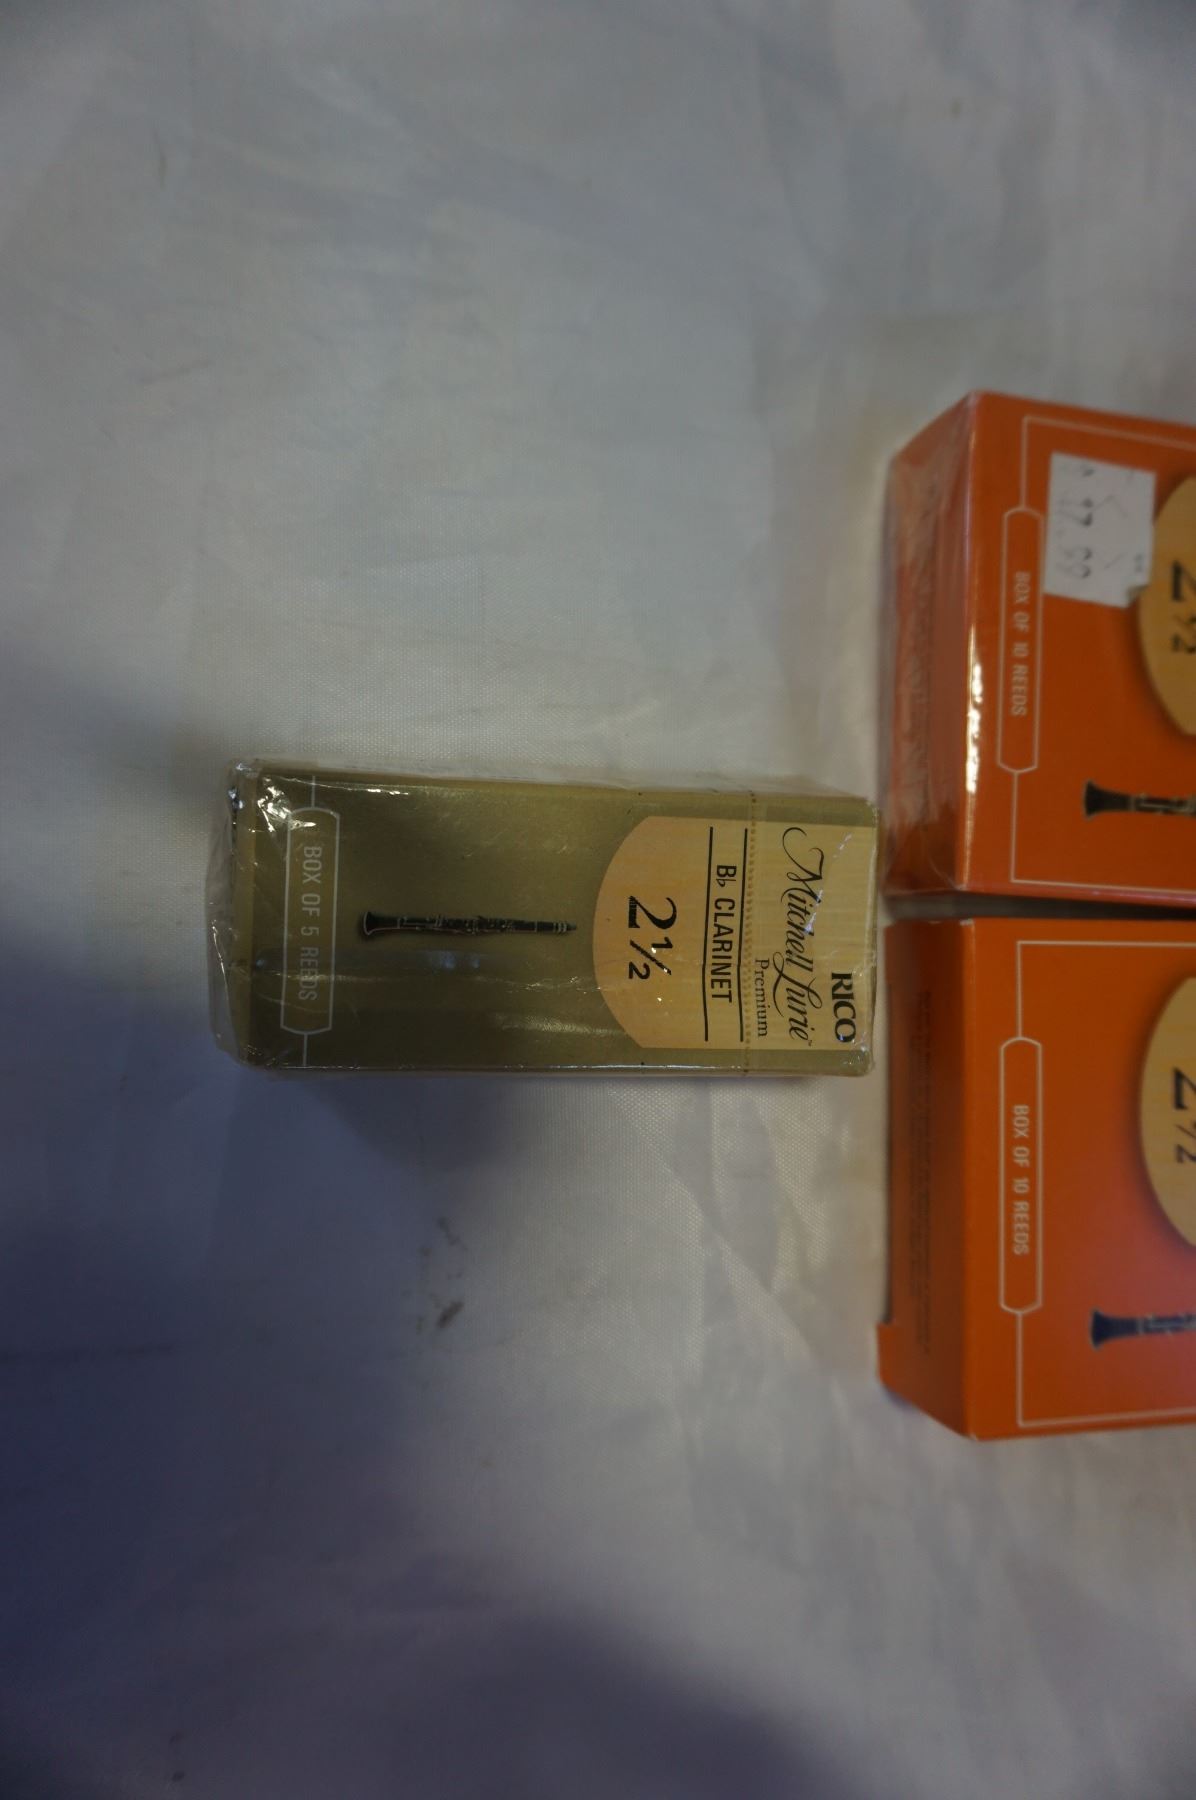 RICO
Mitchell Lurie™
Premium
B♭ CLARINET
2½
BOX OF 5 REEDS
2½
BOX OF 10 REEDS
2½
BOX OF 10 REEDS